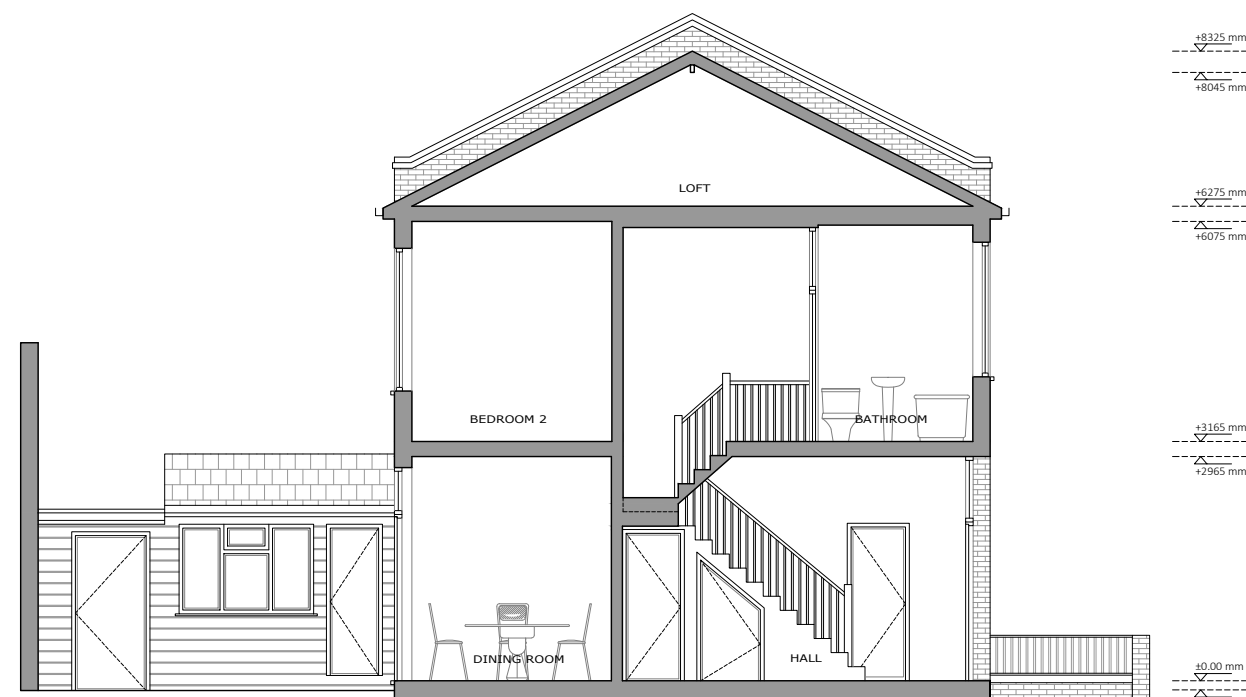 +8325 mm
+8045 mm
LOFT
+6275 mm
+6075 mm
BEDROOM 2
BATHROOM
+3165 mm
+2965 mm
DINING ROOM
HALL
±0.00 mm